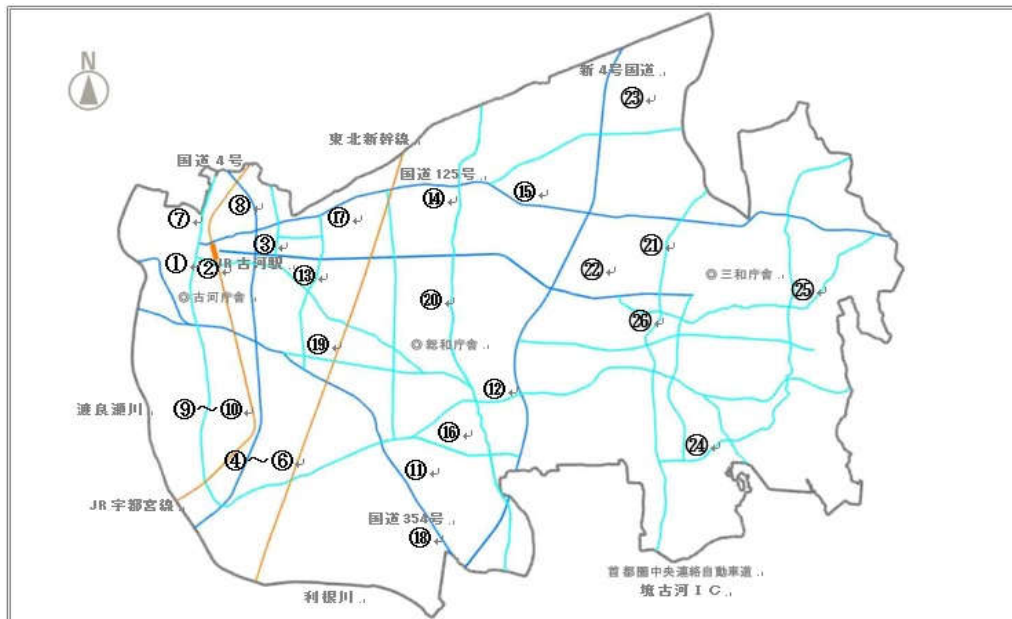 N
新4号国道
㉓
東北新幹線
国道4号
国道125号
⑦
⑧
⑭
⑮
⑰
③
㉑
①
②
JR古河駅
⑬
㉒
◎三和庁舎
㉕
◎古河庁舎
⑳
㉖
⑲
◎総和庁舎
⑫
渡良瀬川
⑨～⑩
⑯
㉔
④～⑥
⑪
JR宇都宮線
国道354号
⑱
首都圏中央連絡自動車道
利根川
境古河IC